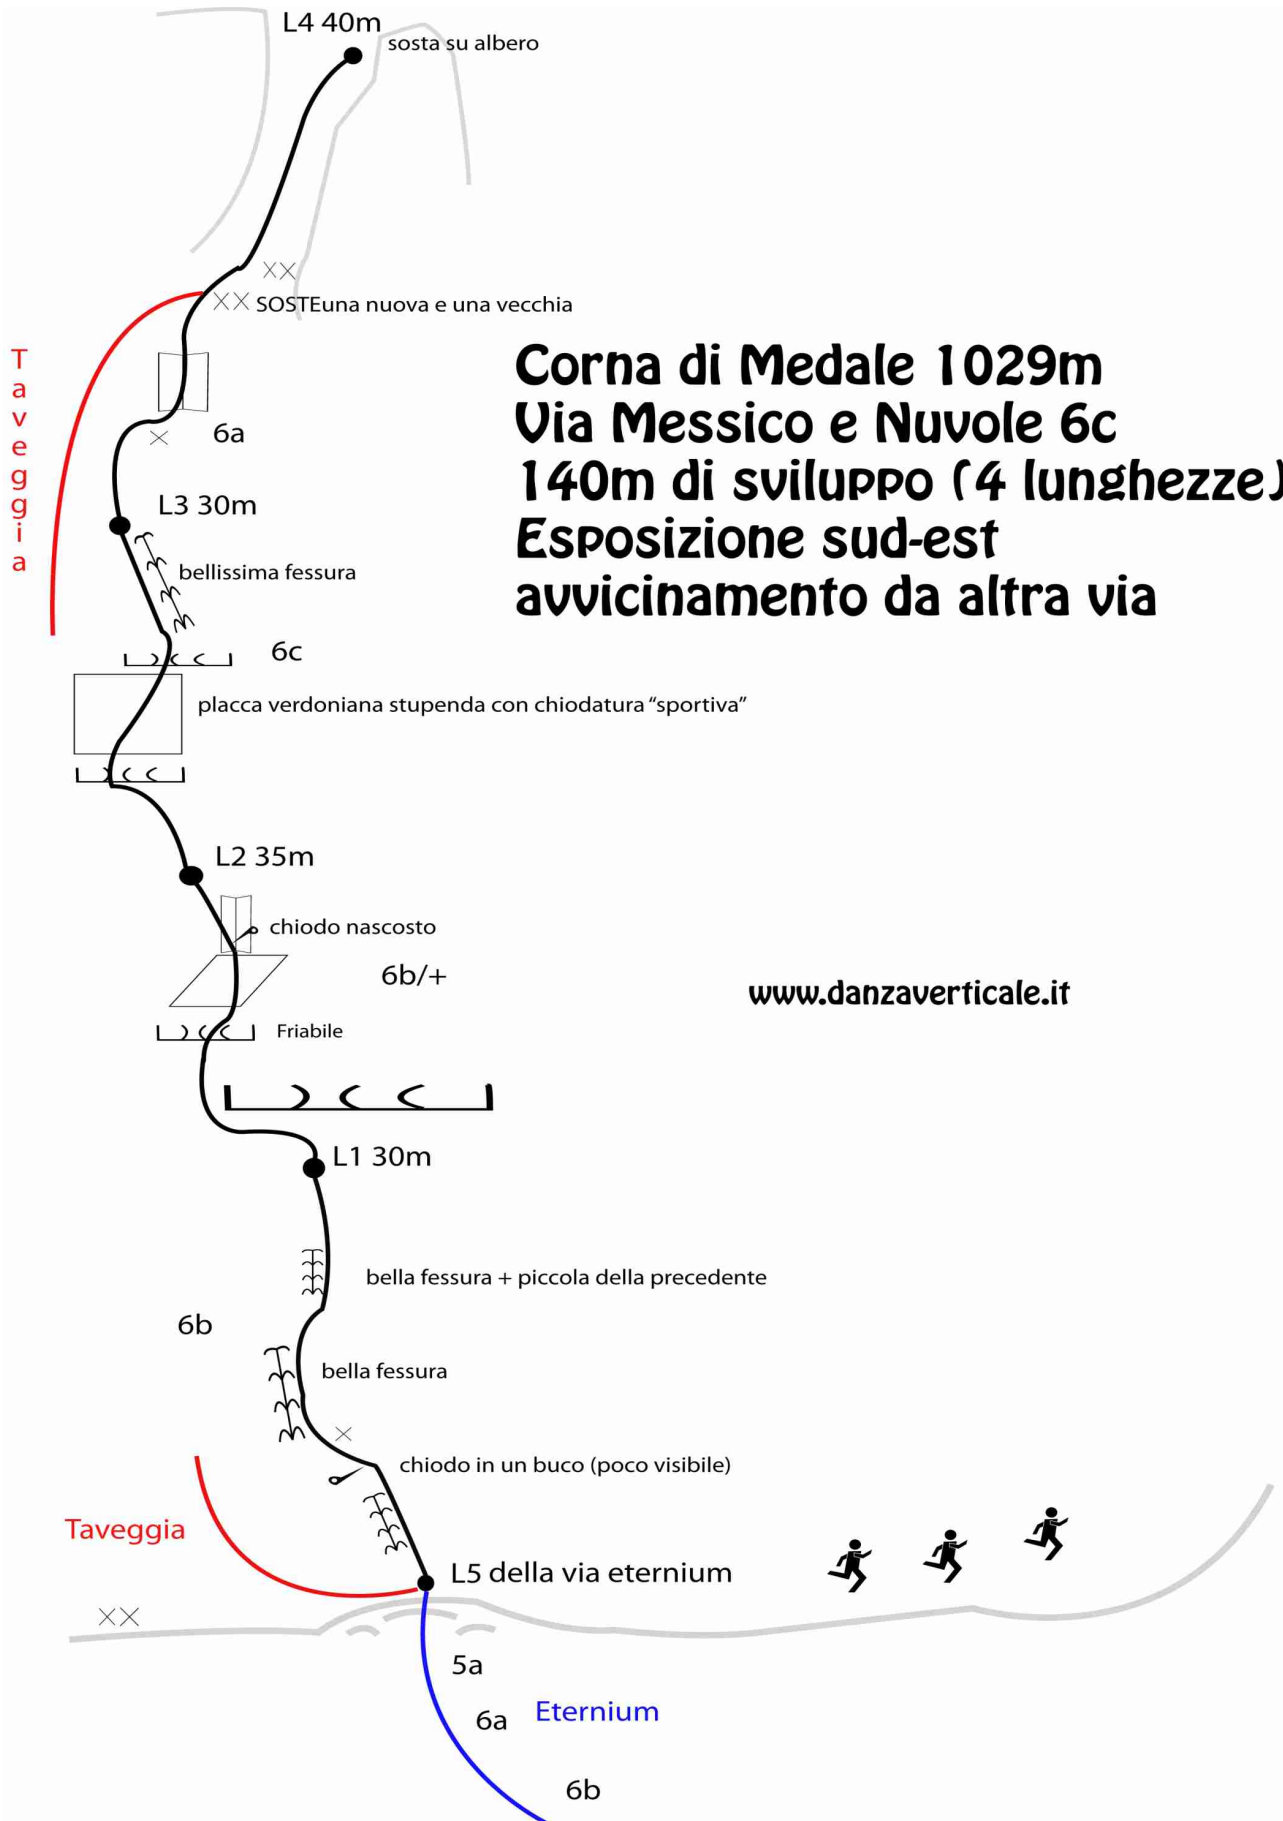 L4 40m
sosta su albero
SOSTEuna nuova e una vecchia
Taveggia
Corna di Medale 1029m
Via Messico e Nuvole 6c
140m di sviluppo (4 lunghezze)
Esposizione sud-est
avvicinamento da altra via
6a
L3 30m
bellissima fessura
6c
placca verdoniana stupenda con chiodatura “sportiva”
L2 35m
chiodo nascosto
6b/+
www.danzaverticale.it
Friabile
L1 30m
bella fessura + piccola della precedente
6b
bella fessura
chiodo in un buco (poco visibile)
Taveggia
L5 della via eternium
5a
6a
Eternium
6b